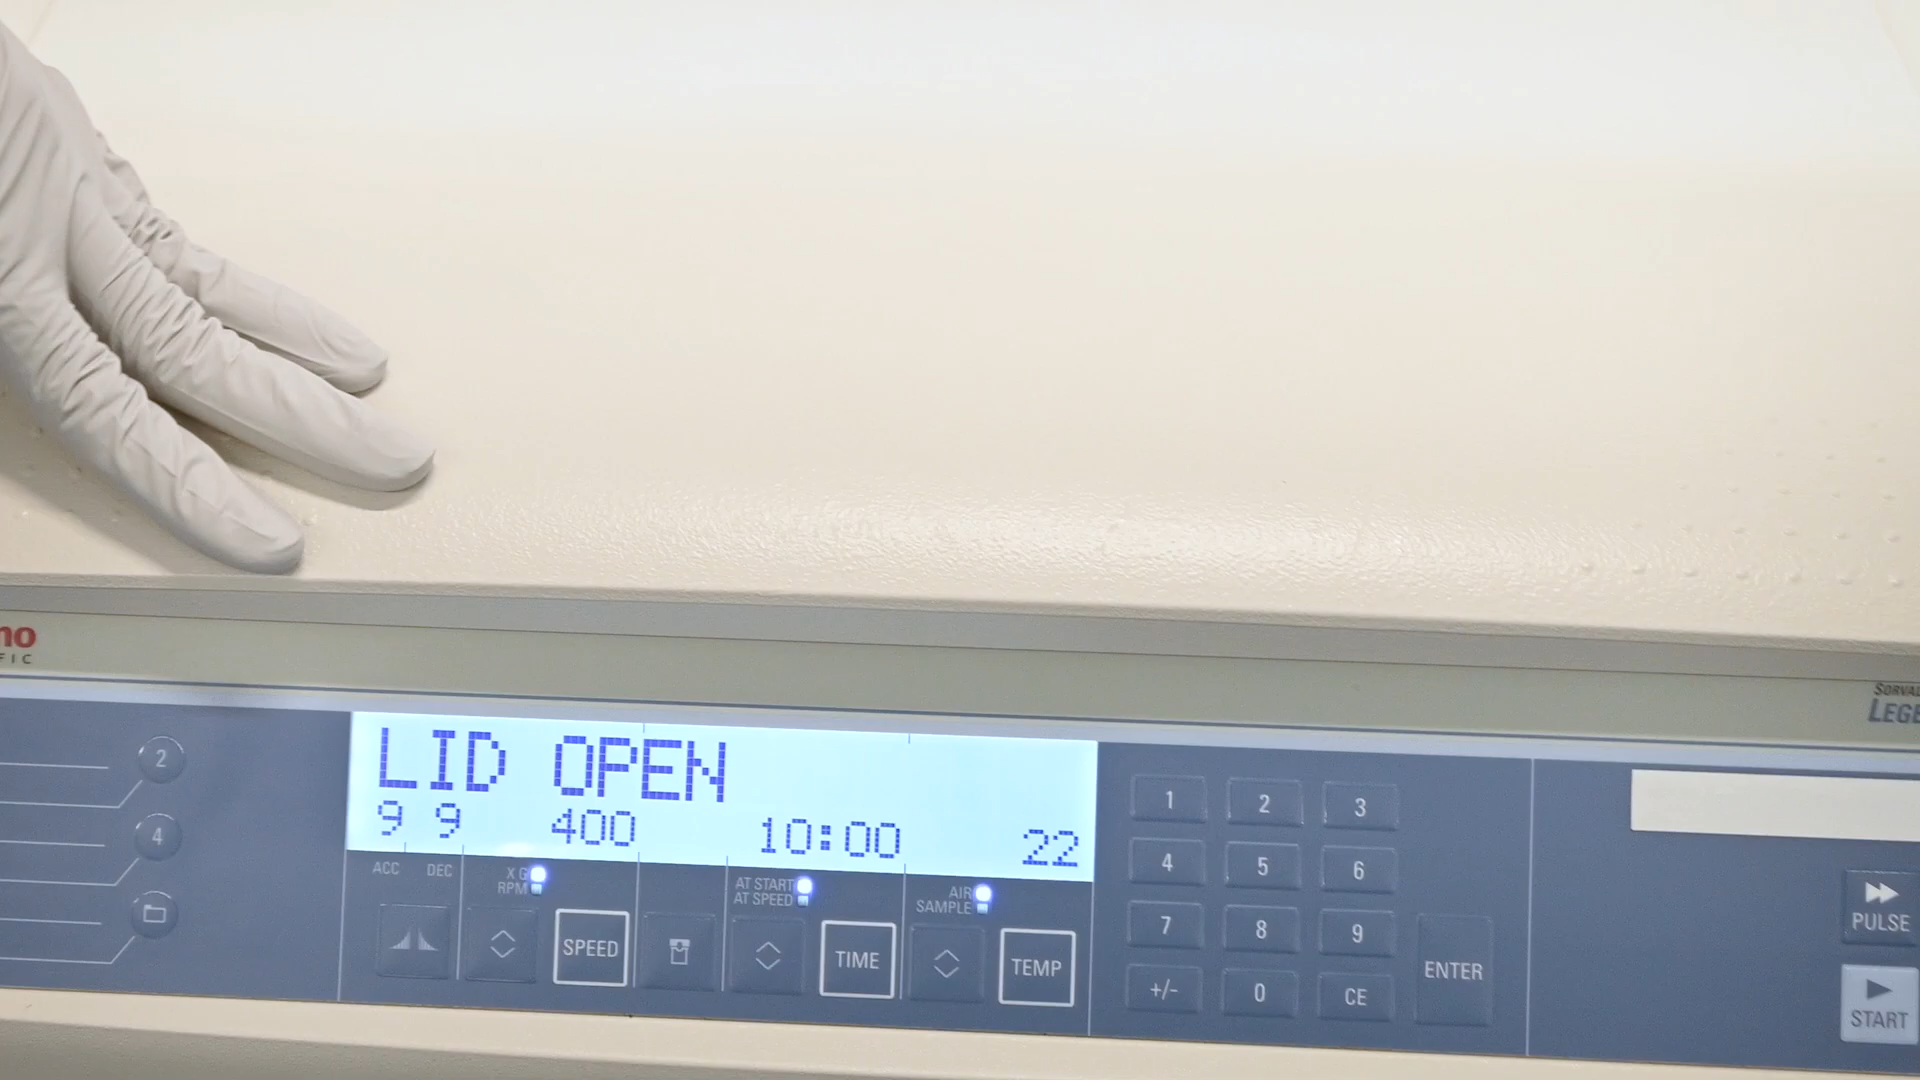 mo
FIC
SORVAL
LEGE
LID OPEN
9 9 400 10:00 22
ACC DEC
X G
RPM
AT START
AT SPEED
AIR
SAMPLE
SPEED
TIME
TEMP
2
4
1 2 3
4 5 6
7 8 9
+/- 0 CE
ENTER
PULSE
START